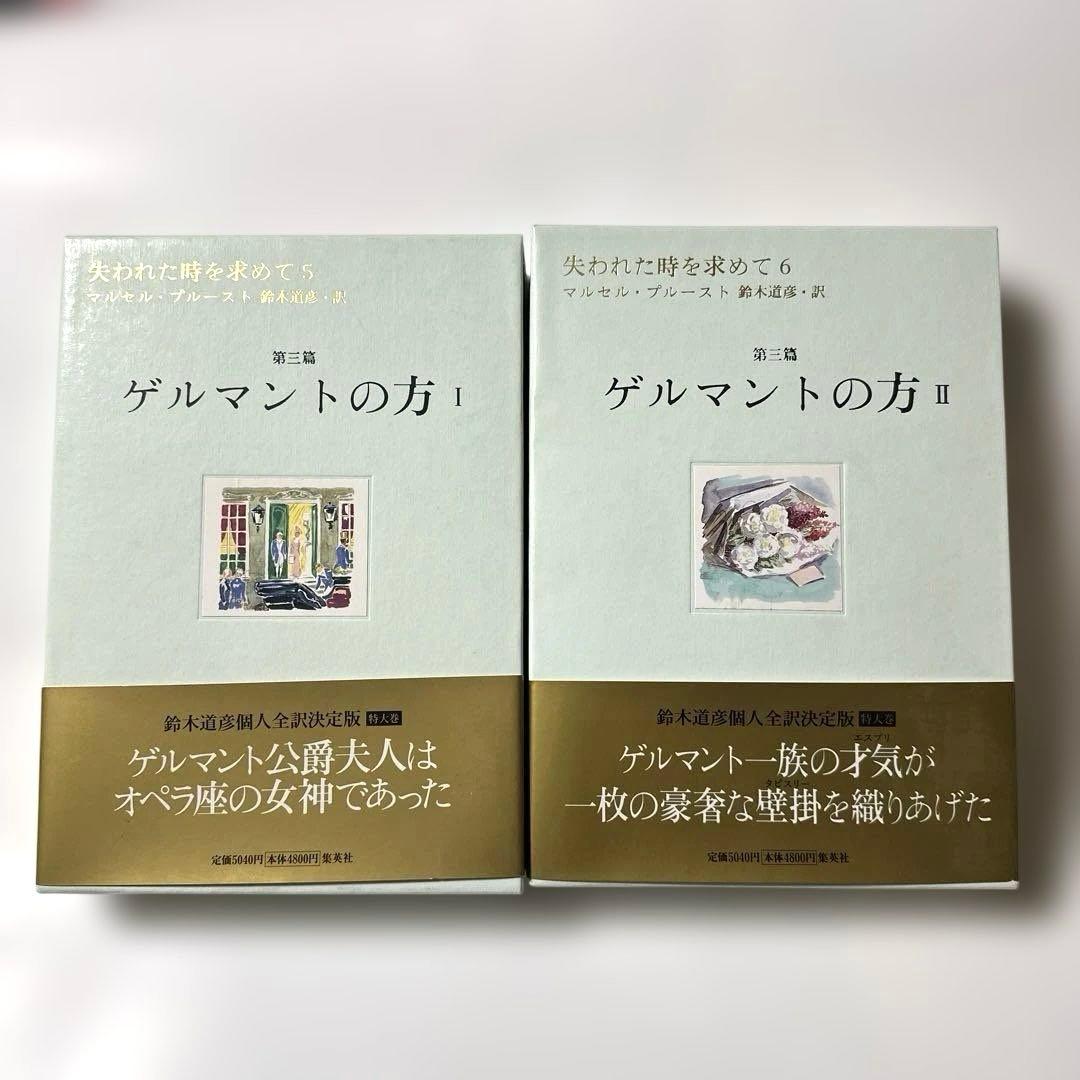 失われた時を求めて 5
マルセル・プルースト 鈴木道彦・訳
第三篇
ゲルマントの方 I
鈴木道彦個人全訳決定版 特大巻
ゲルマント公爵夫人は
オペラ座の女神であった
定価5040円 本体4800円 集英社
失われた時を求めて 6
マルセル・プルースト 鈴木道彦・訳
第三篇
ゲルマントの方 II
鈴木道彦個人全訳決定版 特大巻
エスプリ
ゲルマント一族の才気が
タピスリー
一枚の豪奢な壁掛を織りあげた
定価5040円 本体4800円 集英社